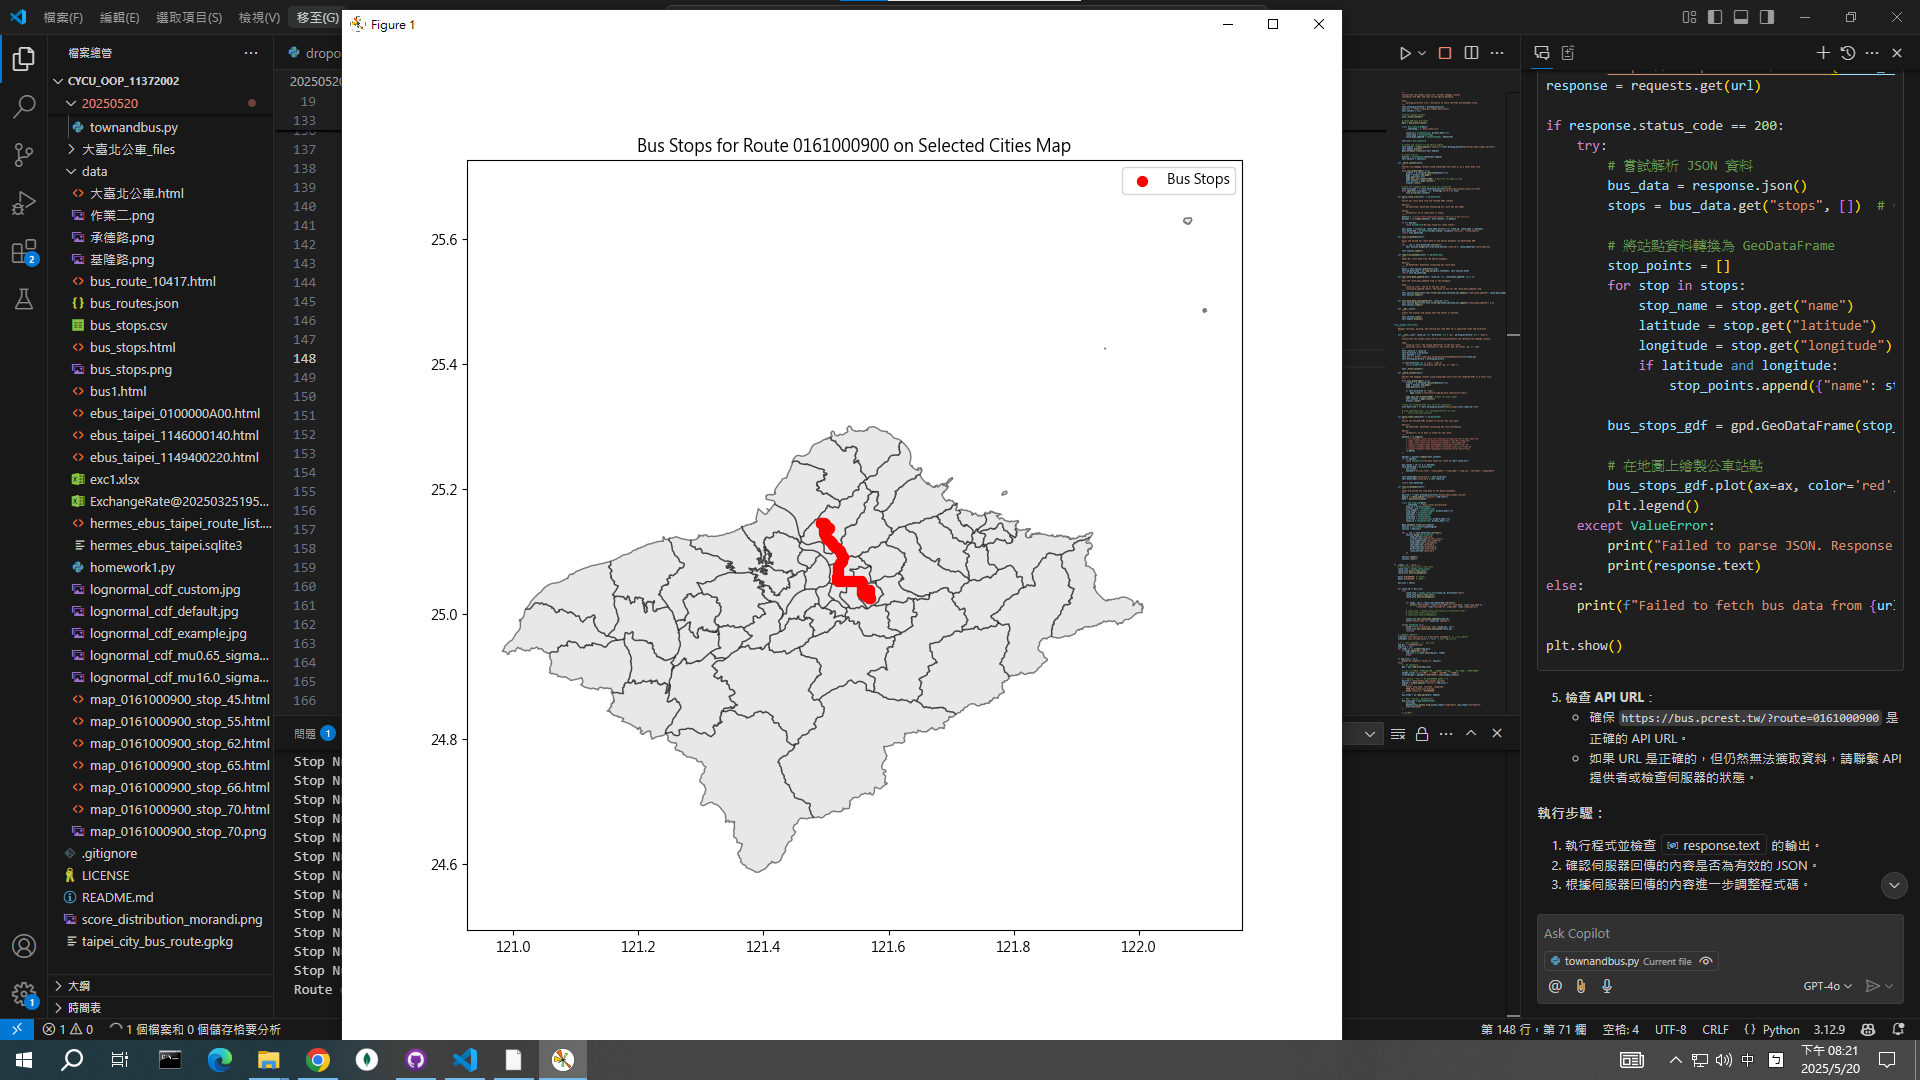 檔案(F)
編輯(E)
選取項目(S)
檢視(V)
移至(G)
檔案總管
CYCU_OOP_11372002
20250520
townandbus.py
大臺北公車_files
data
大臺北公車.html
作業二.png
承德路.png
基隆路.png
bus_route_10417.html
bus_routes.json
bus_stops.csv
bus_stops.html
bus_stops.png
bus1.html
ebus_taipei_0100000A00.html
ebus_taipei_1146000140.html
ebus_taipei_1149400220.html
exc1.xlsx
ExchangeRate@20250325195...
hermes_ebus_taipei_route_list....
hermes_ebus_taipei.sqlite3
homework1.py
lognormal_cdf_custom.jpg
lognormal_cdf_default.jpg
lognormal_cdf_example.jpg
lognormal_cdf_mu0.65_sigma...
lognormal_cdf_mu16.0_sigma...
map_0161000900_stop_45.html
map_0161000900_stop_55.html
map_0161000900_stop_62.html
map_0161000900_stop_65.html
map_0161000900_stop_66.html
map_0161000900_stop_70.html
map_0161000900_stop_70.png
.gitignore
LICENSE
README.md
score_distribution_morandi.png
taipei_city_bus_route.gpkg
大綱
時間表
2
1
dropo
20250520
19
133
137
138
139
140
141
142
143
144
145
146
147
148
149
150
151
152
153
154
155
156
157
158
159
160
161
162
163
164
165
166
問題 1
Stop N
Stop N
Stop N
Stop N
Stop N
Stop N
Stop N
Stop N
Stop N
Stop N
Stop N
Stop N
Route
Figure 1
Bus Stops for Route 0161000900 on Selected Cities Map
Bus Stops
25.6
25.4
25.2
25.0
24.8
24.6
121.0
121.2
121.4
121.6
121.8
122.0
response = requests.get(url)
if response.status_code == 200:
try:
# 嘗試解析 JSON 資料
bus_data = response.json()
stops = bus_data.get("stops", []) #
# 將站點資料轉換為 GeoDataFrame
stop_points = []
for stop in stops:
stop_name = stop.get("name")
latitude = stop.get("latitude")
longitude = stop.get("longitude")
if latitude and longitude:
stop_points.append({"name": st
bus_stops_gdf = gpd.GeoDataFrame(stop_
# 在地圖上繪製公車站點
bus_stops_gdf.plot(ax=ax, color='red',
plt.legend()
except ValueError:
print("Failed to parse JSON. Response
print(response.text)
else:
print(f"Failed to fetch bus data from {url
plt.show()
5. 檢查 API URL：
確保 https://bus.pcrest.tw/?route=0161000900 是
正確的 API URL。
如果 URL 是正確的，但仍然無法獲取資料，請聯繫 API
提供者或檢查伺服器的狀態。
執行步驟：
1. 執行程式並檢查 response.text 的輸出。
2. 確認伺服器回傳的內容是否為有效的 JSON。
3. 根據伺服器回傳的內容進一步調整程式碼。
Ask Copilot
townandbus.py Current file
GPT-4o
1 0
1 個檔案和 0 個儲存格要分析
第 148 行，第 71 欄
空格: 4
UTF-8
CRLF
Python
3.12.9
中
下午 08:21
2025/5/20